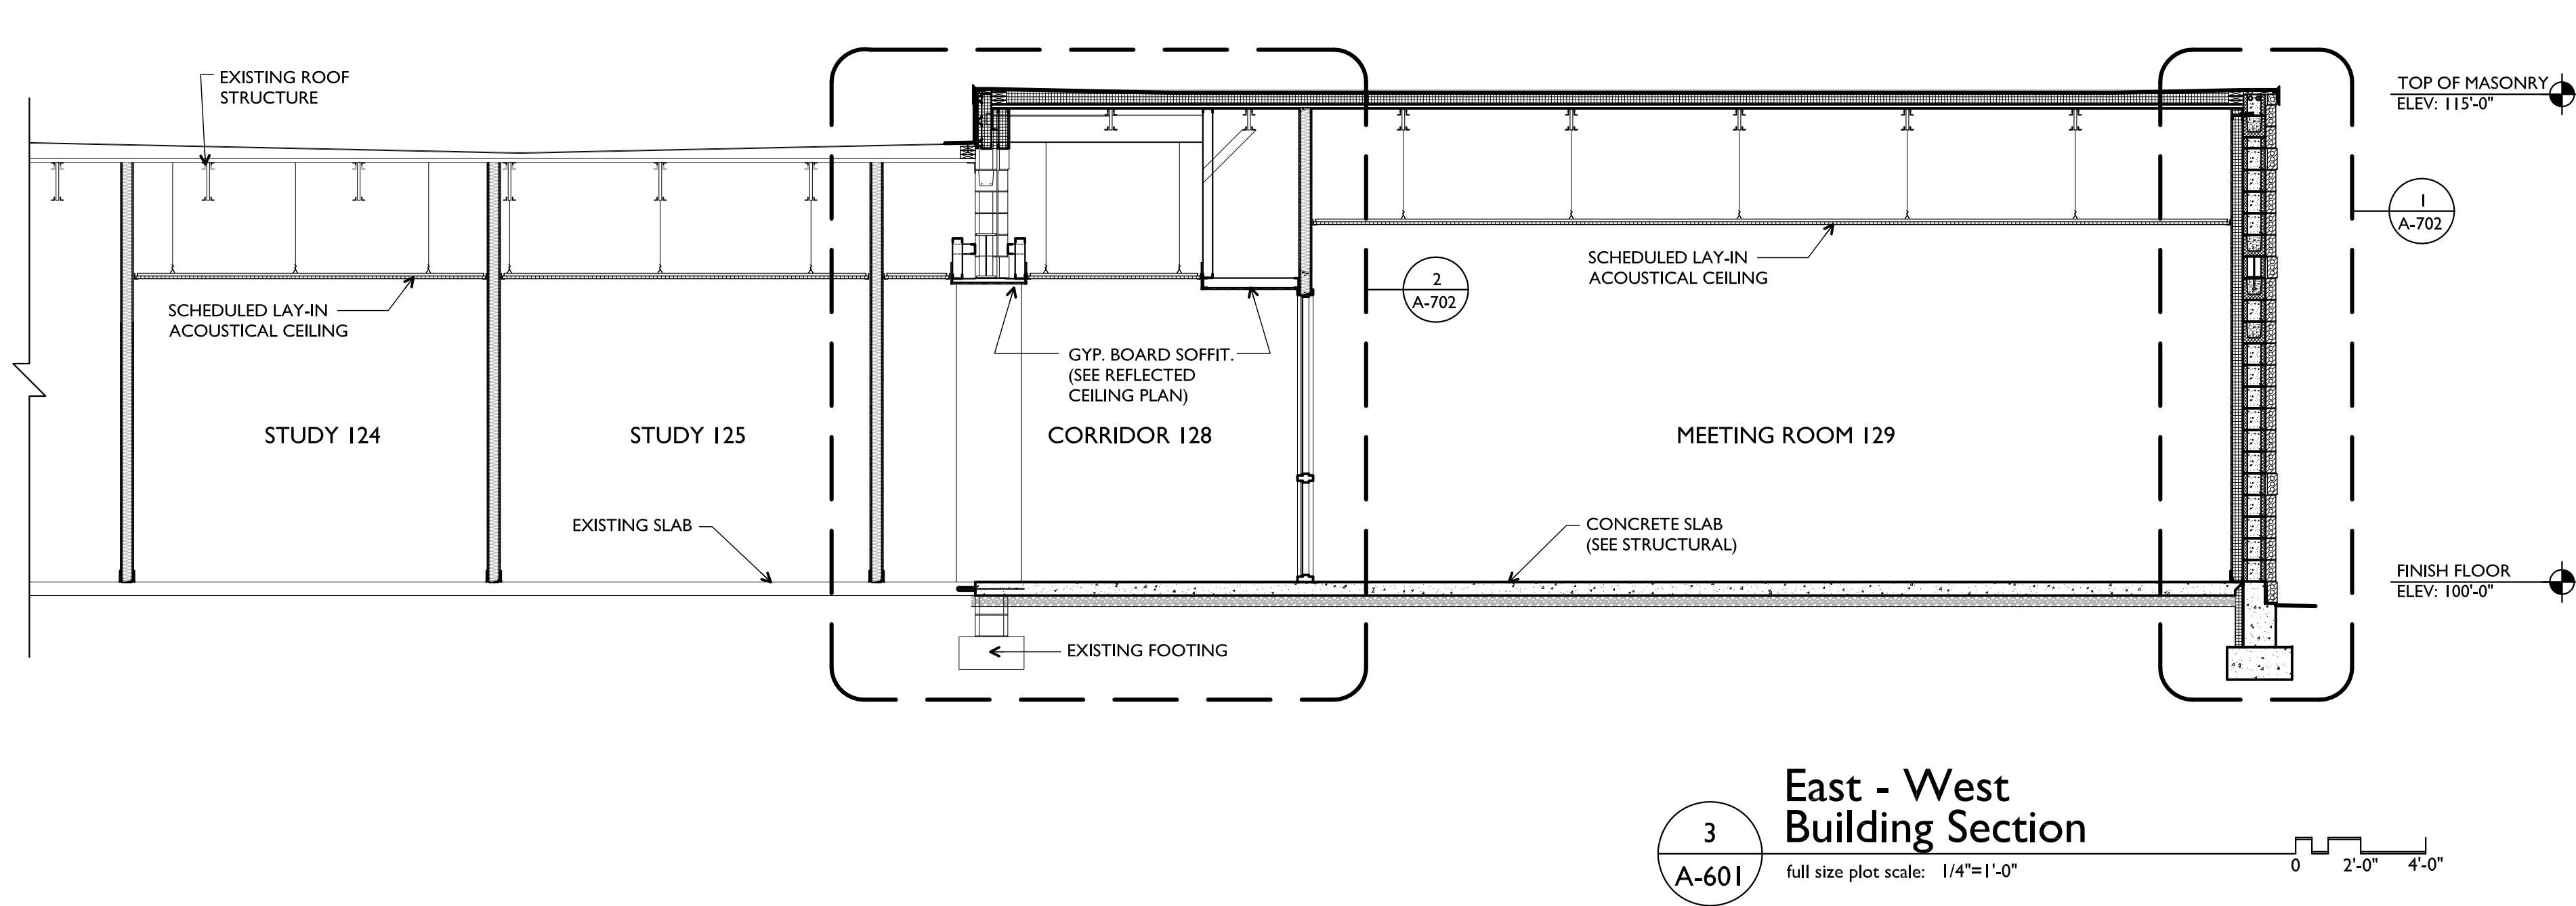 EXISTING ROOF
STRUCTURE
TOP OF MASONRY
ELEV: 115'-0"
1
A-702
SCHEDULED LAY-IN
ACOUSTICAL CEILING
2
A-702
SCHEDULED LAY-IN
ACOUSTICAL CEILING
GYP. BOARD SOFFIT.
(SEE REFLECTED
CEILING PLAN)
STUDY 124
STUDY 125
CORRIDOR 128
MEETING ROOM 129
EXISTING SLAB
CONCRETE SLAB
(SEE STRUCTURAL)
FINISH FLOOR
ELEV: 100'-0"
EXISTING FOOTING
3
A-601
East - West
Building Section
full size plot scale: 1/4"=1'-0"
0 2'-0" 4'-0"